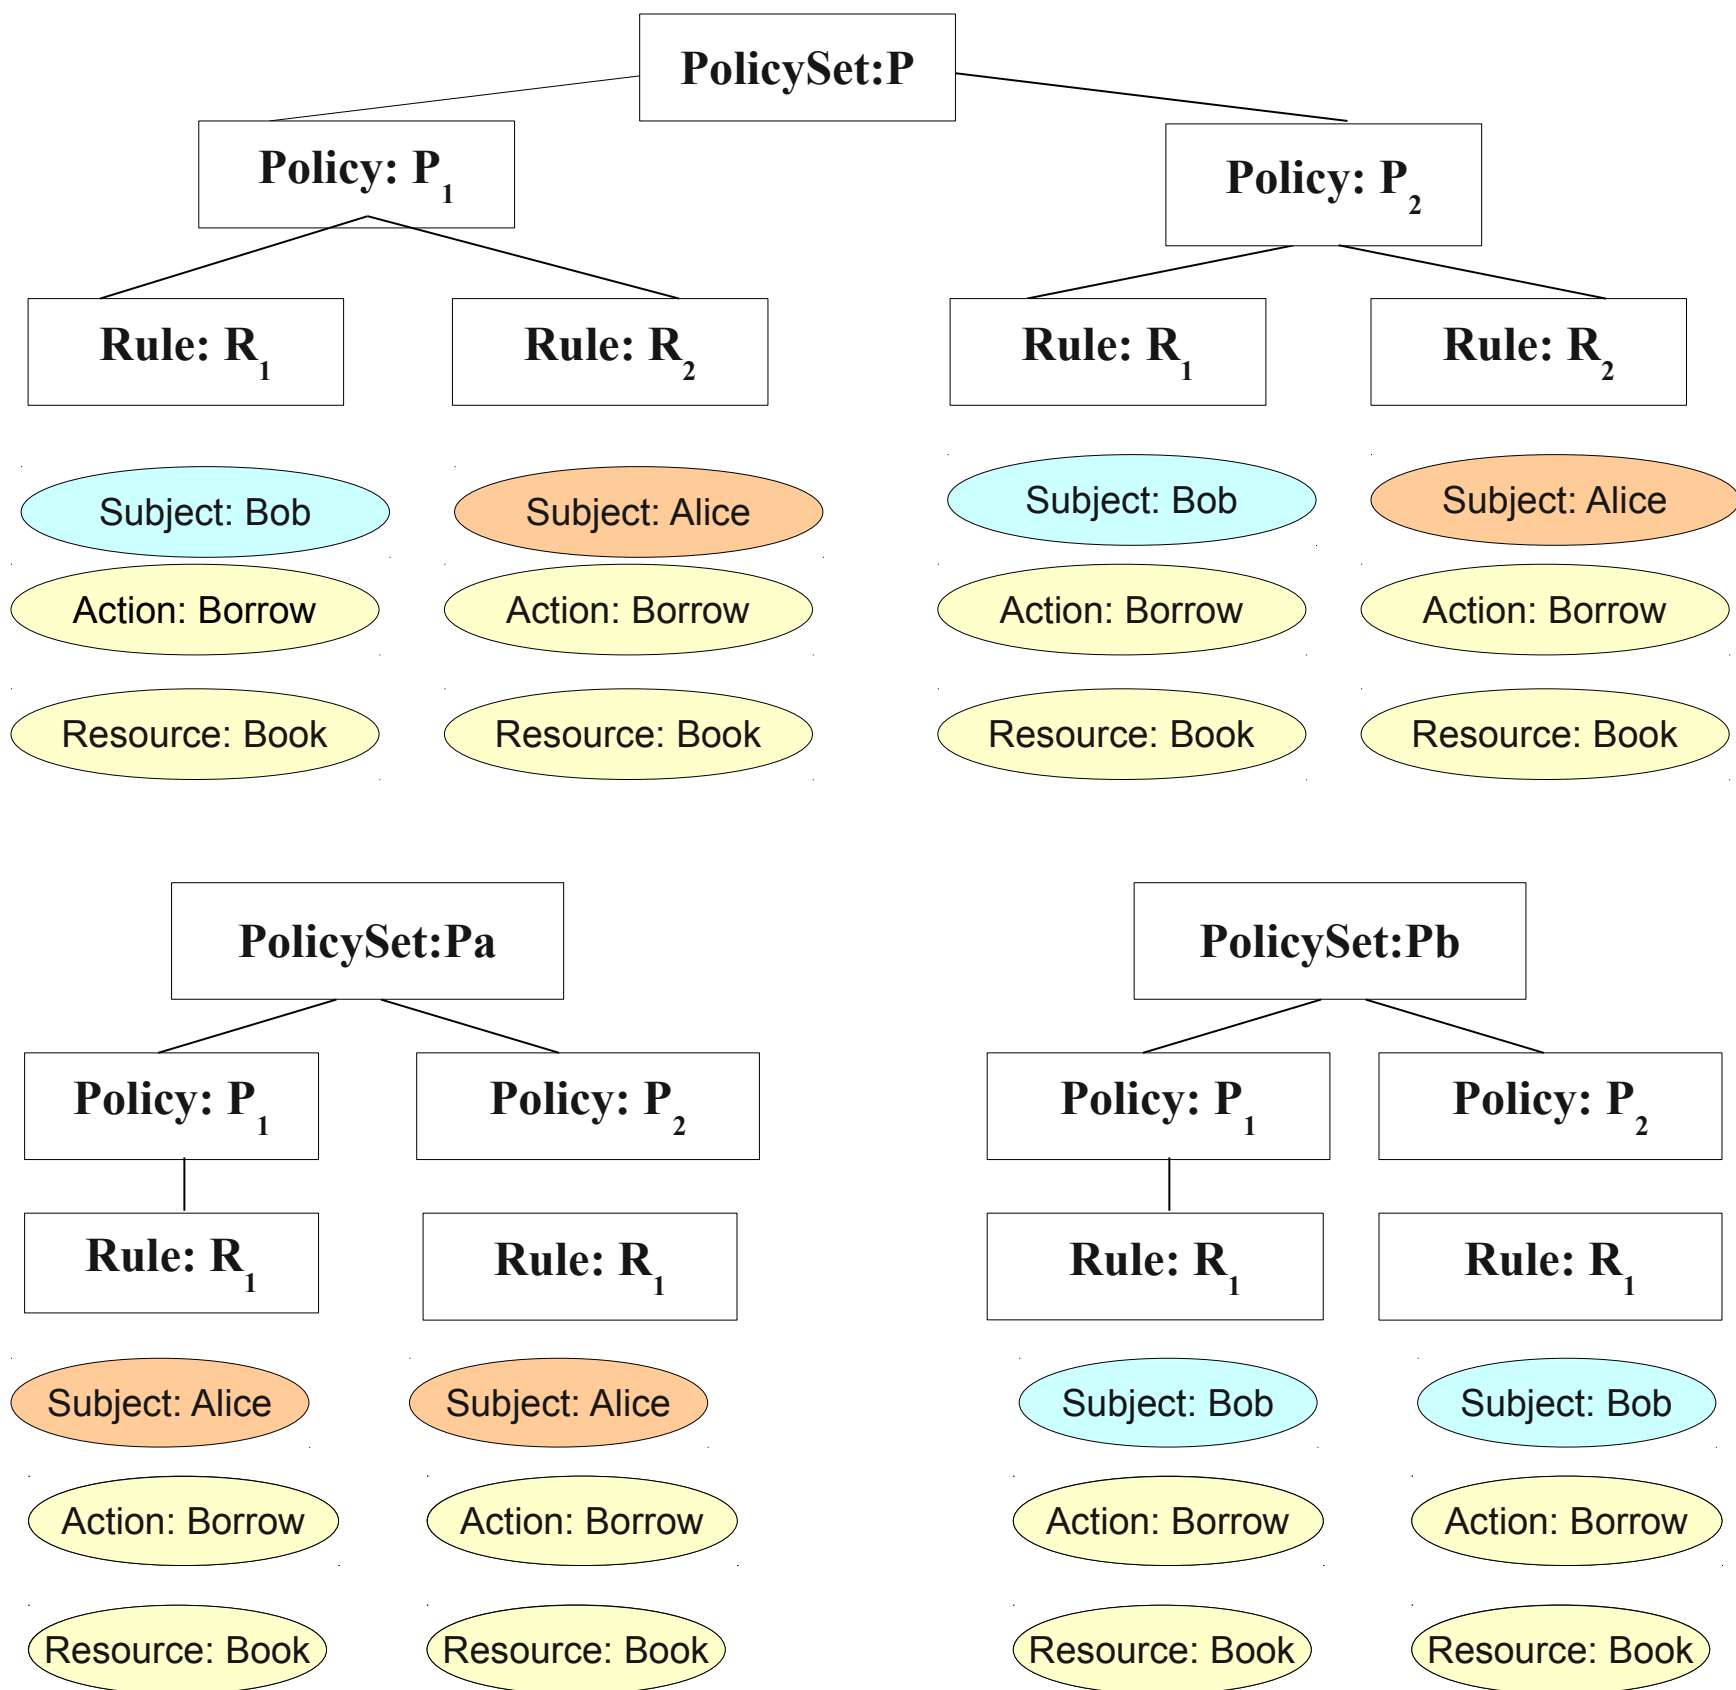 PolicySet:P
Policy: P1
Policy: P2
Rule: R1
Rule: R2
Rule: R1
Rule: R2
Subject: Bob
Subject: Alice
Subject: Bob
Subject: Alice
Action: Borrow
Action: Borrow
Action: Borrow
Action: Borrow
Resource: Book
Resource: Book
Resource: Book
Resource: Book
PolicySet:Pa
PolicySet:Pb
Policy: P1
Policy: P2
Policy: P1
Policy: P2
Rule: R1
Rule: R1
Rule: R1
Rule: R1
Subject: Alice
Subject: Alice
Subject: Bob
Subject: Bob
Action: Borrow
Action: Borrow
Action: Borrow
Action: Borrow
Resource: Book
Resource: Book
Resource: Book
Resource: Book